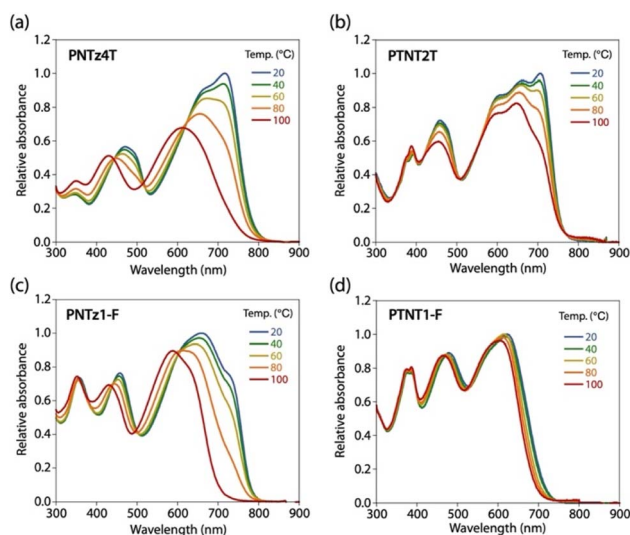 (a)
PNTz4T
Temp. (°C)
20
40
60
80
100
Relative absorbance
1.2
1.0
0.8
0.6
0.4
0.2
0.0
300 400 500 600 700 800 900
Wavelength (nm)
(b)
PTNT2T
Temp. (°C)
20
40
60
80
100
Relative absorbance
1.2
1.0
0.8
0.6
0.4
0.2
0.0
300 400 500 600 700 800 900
Wavelength (nm)
(c)
PNTz1-F
Temp. (°C)
20
40
60
80
100
Relative absorbance
1.2
1.0
0.8
0.6
0.4
0.2
0.0
300 400 500 600 700 800 900
Wavelength (nm)
(d)
PTNT1-F
Temp. (°C)
20
40
60
80
100
Relative absorbance
1.2
1.0
0.8
0.6
0.4
0.2
0.0
300 400 500 600 700 800 900
Wavelength (nm)